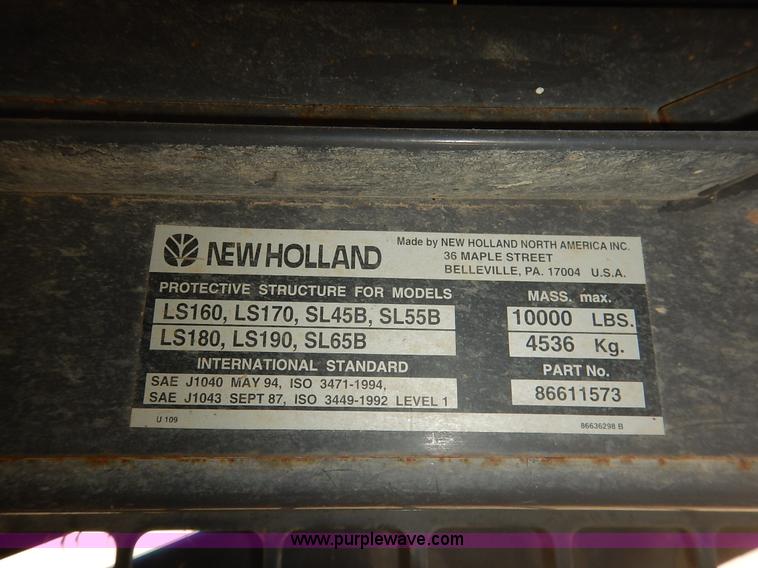 NEW HOLLAND
Made by NEW HOLLAND NORTH AMERICA INC.
36 MAPLE STREET
BELLEVILLE, PA. 17004 U.S.A.
PROTECTIVE STRUCTURE FOR MODELS
LS160, LS170, SL45B, SL55B
LS180, LS190, SL65B
MASS. max.
10000 LBS.
4536 Kg.
INTERNATIONAL STANDARD
SAE J1040 MAY 94, ISO 3471-1994,
SAE J1043 SEPT 87, ISO 3449-1992 LEVEL 1
PART No.
86611573
U 109
86636298 B
www.purplewave.com